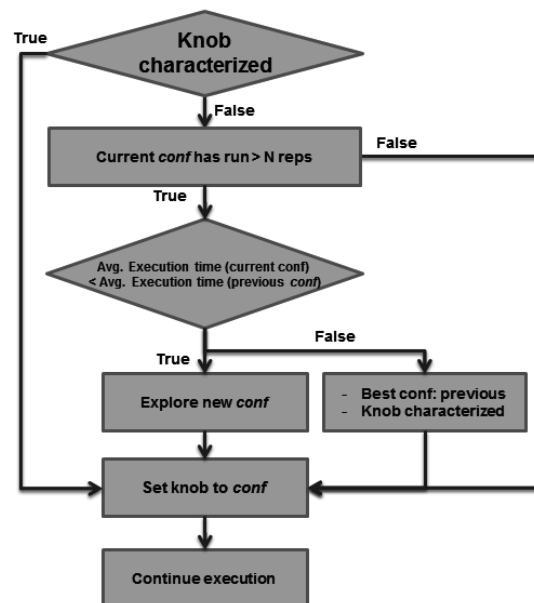 True
Knob
characterized
False
Current conf has run > N reps
False
True
Avg. Execution time (current conf)
< Avg. Execution time (previous conf)
False
True
Explore new conf
- Best conf: previous
- Knob characterized
Set knob to conf
Continue execution